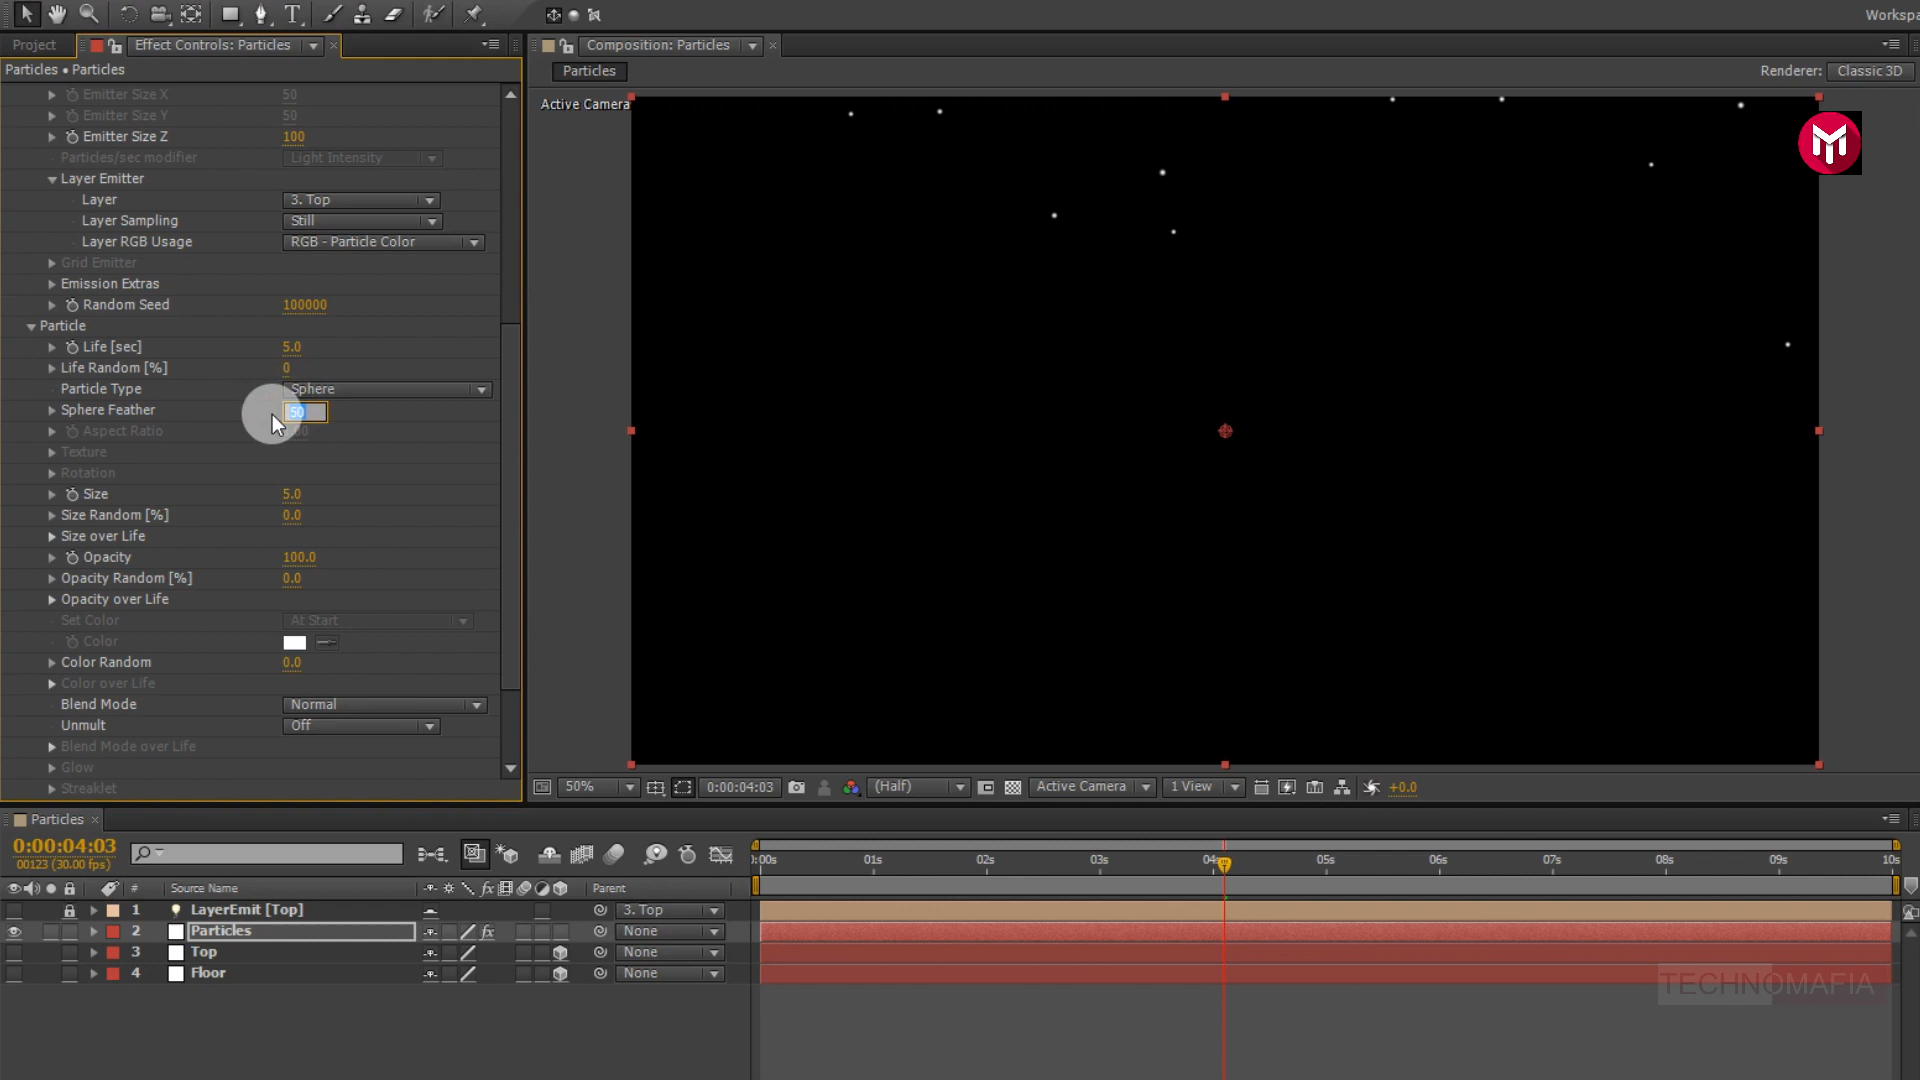 Workspa
Project
Effect Controls: Particles
Composition: Particles
Particles • Particles
Particles
Renderer: Classic 3D
Active Camera
Emitter Size X 50
Emitter Size Y 50
Emitter Size Z 100
Particles/sec modifier Light Intensity
Layer Emitter
Layer 3. Top
Layer Sampling Still
Layer RGB Usage RGB - Particle Color
Grid Emitter
Emission Extras
Random Seed 100000
Particle
Life [sec] 5.0
Life Random [%] 0
Particle Type Sphere
Sphere Feather 50
Aspect Ratio
Texture
Rotation
Size 5.0
Size Random [%] 0.0
Size over Life
Opacity 100.0
Opacity Random [%] 0.0
Opacity over Life
Set Color At Start
Color
Color Random 0.0
Color over Life
Blend Mode Normal
Unmult Off
Blend Mode over Life
Glow
Streaklet
50% 0:00:04:03 (Half) Active Camera 1 View +0.0
Particles
0:00:04:03
00123 (30.00 fps)
:00s 01s 02s 03s 04s 05s 06s 07s 08s 09s 10s
# Source Name fx Parent
1 LayerEmit [Top] 3. Top
2 Particles fx None
3 Top None
4 Floor None
TECHNOMAFIA